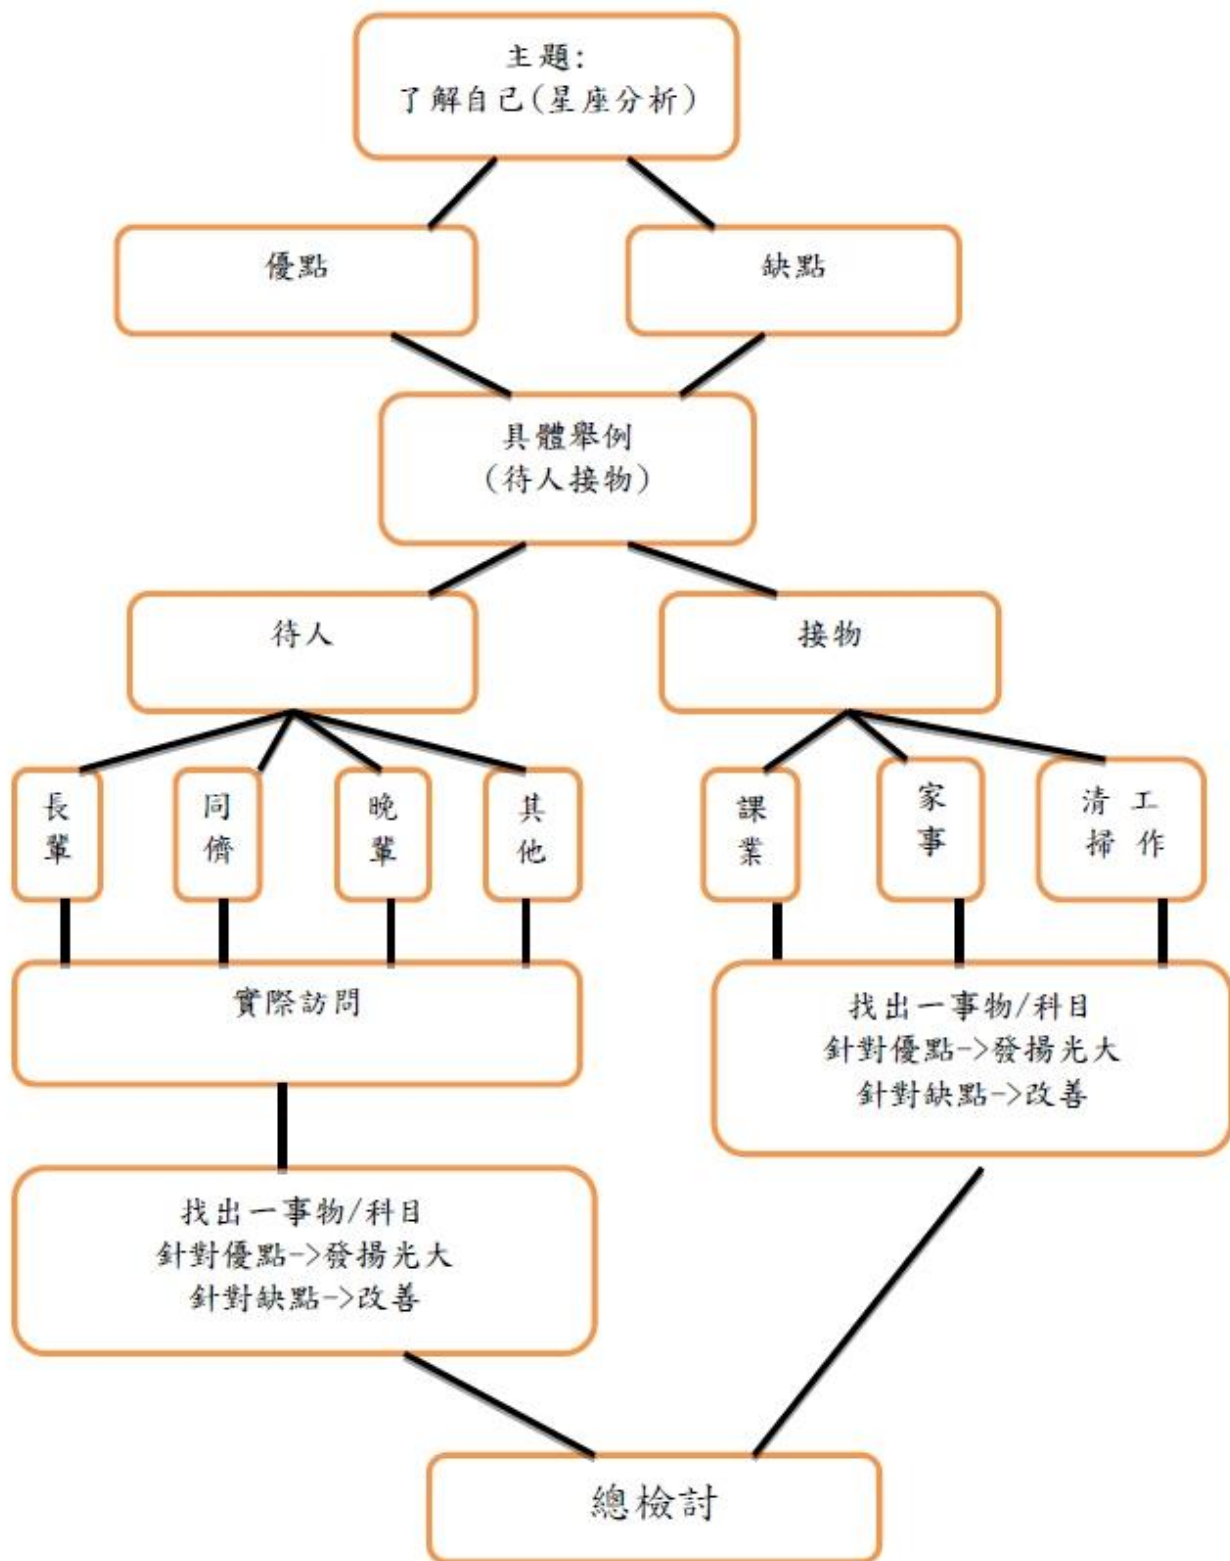 主題:
了解自己(星座分析)
優點
缺點
具體舉例
(待人接物)
待人
接物
長輩
同儕
晚輩
其他
課業
家事
清掃
工作
實際訪問
找出一事物/科目
針對優點->發揚光大
針對缺點->改善
找出一事物/科目
針對優點->發揚光大
針對缺點->改善
總檢討